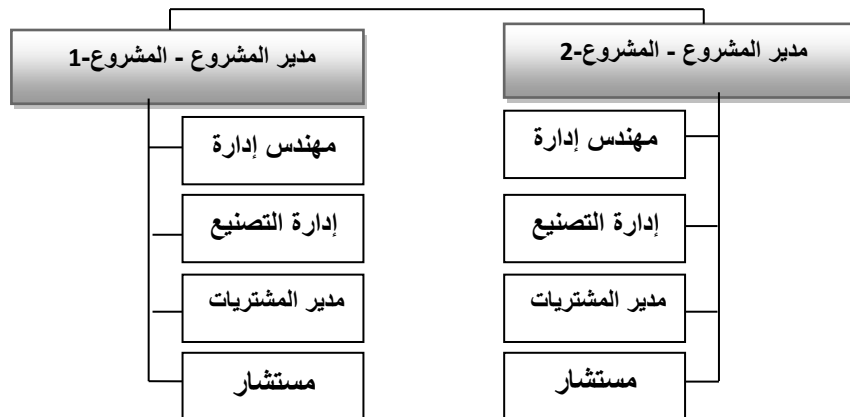 مدير المشروع - المشروع-2
مهندس إدارة
إدارة التصنيع
مدير المشتريات
مستشار
مدير المشروع - المشروع-1
مهندس إدارة
إدارة التصنيع
مدير المشتريات
مستشار